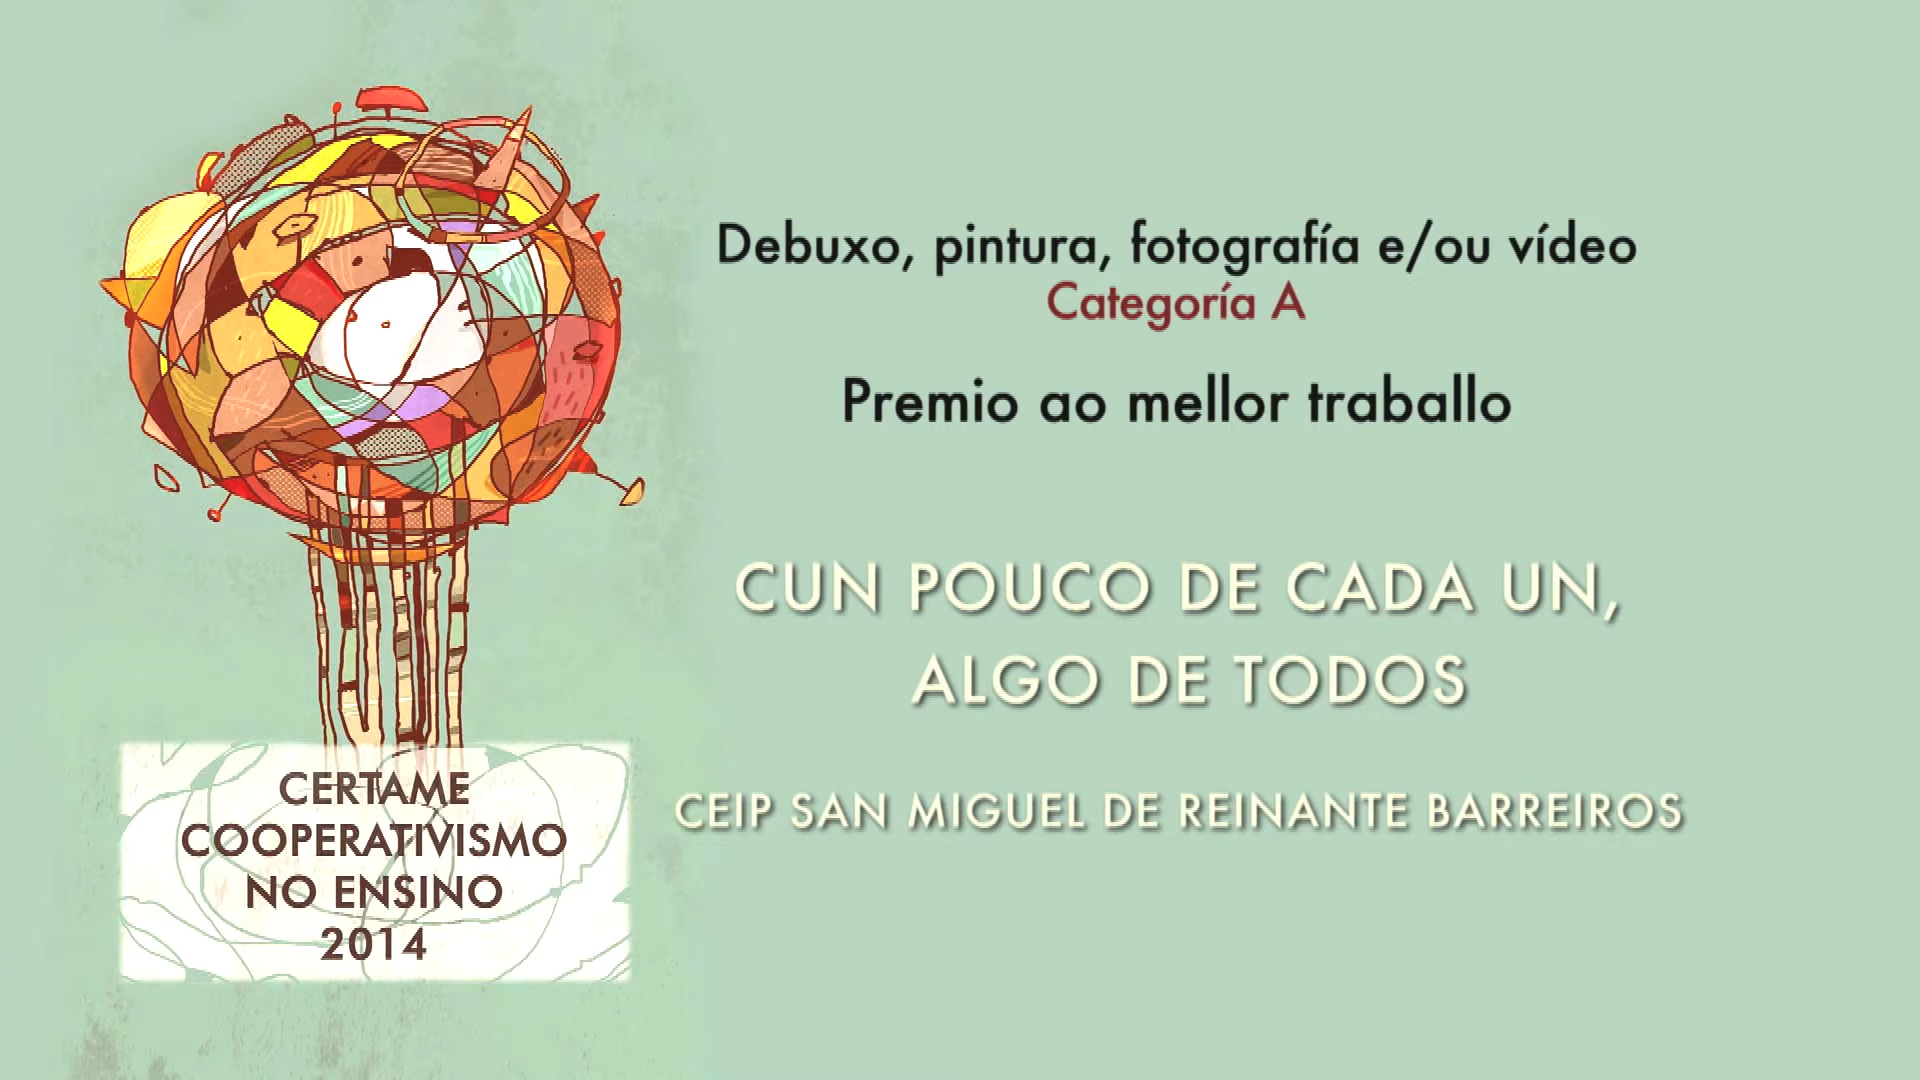 Debuxo, pintura, fotografía e/ou vídeo
Categoría A
Premio ao mellor traballo
CUN POUCO DE CADA UN,
ALGO DE TODOS
CEIP SAN MIGUEL DE REINANTE BARREIROS
CERTAME
COOPERATIVISMO
NO ENSINO
2014